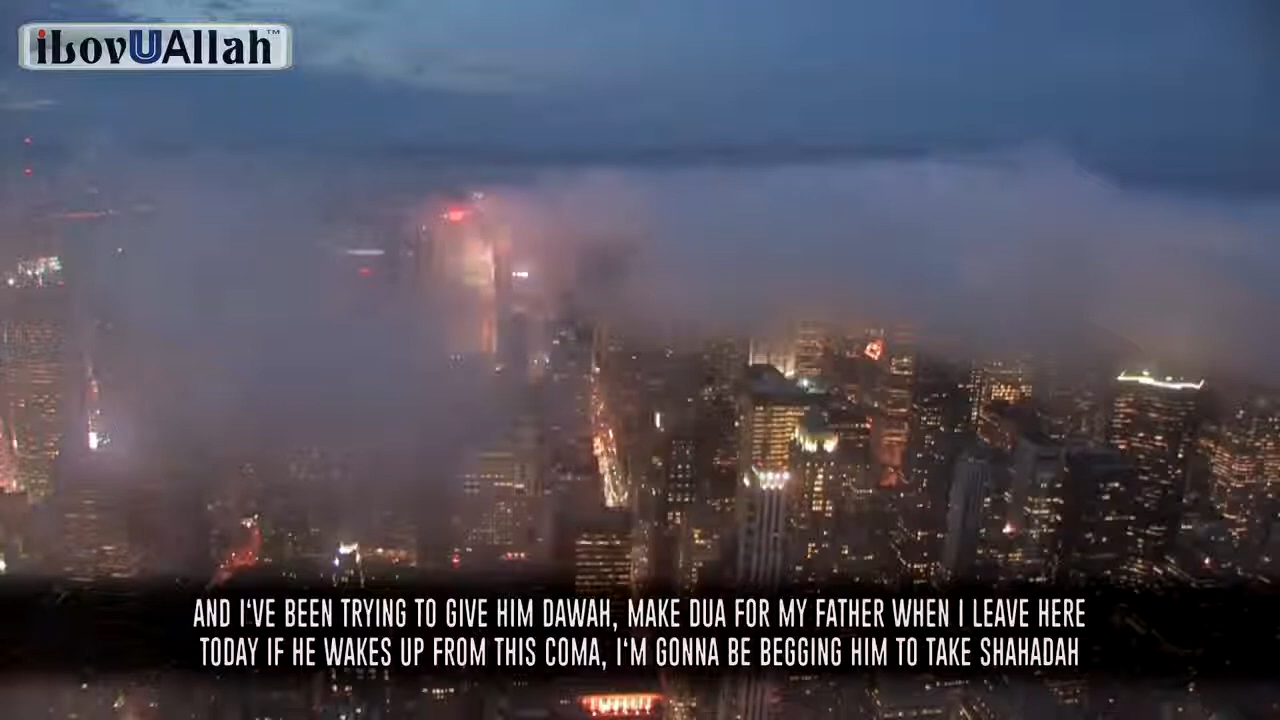 iLovUAllah™
AND I'VE BEEN TRYING TO GIVE HIM DAWAH, MAKE DUA FOR MY FATHER WHEN I LEAVE HERE
TODAY IF HE WAKES UP FROM THIS COMA, I'M GONNA BE BEGGING HIM TO TAKE SHAHADAH